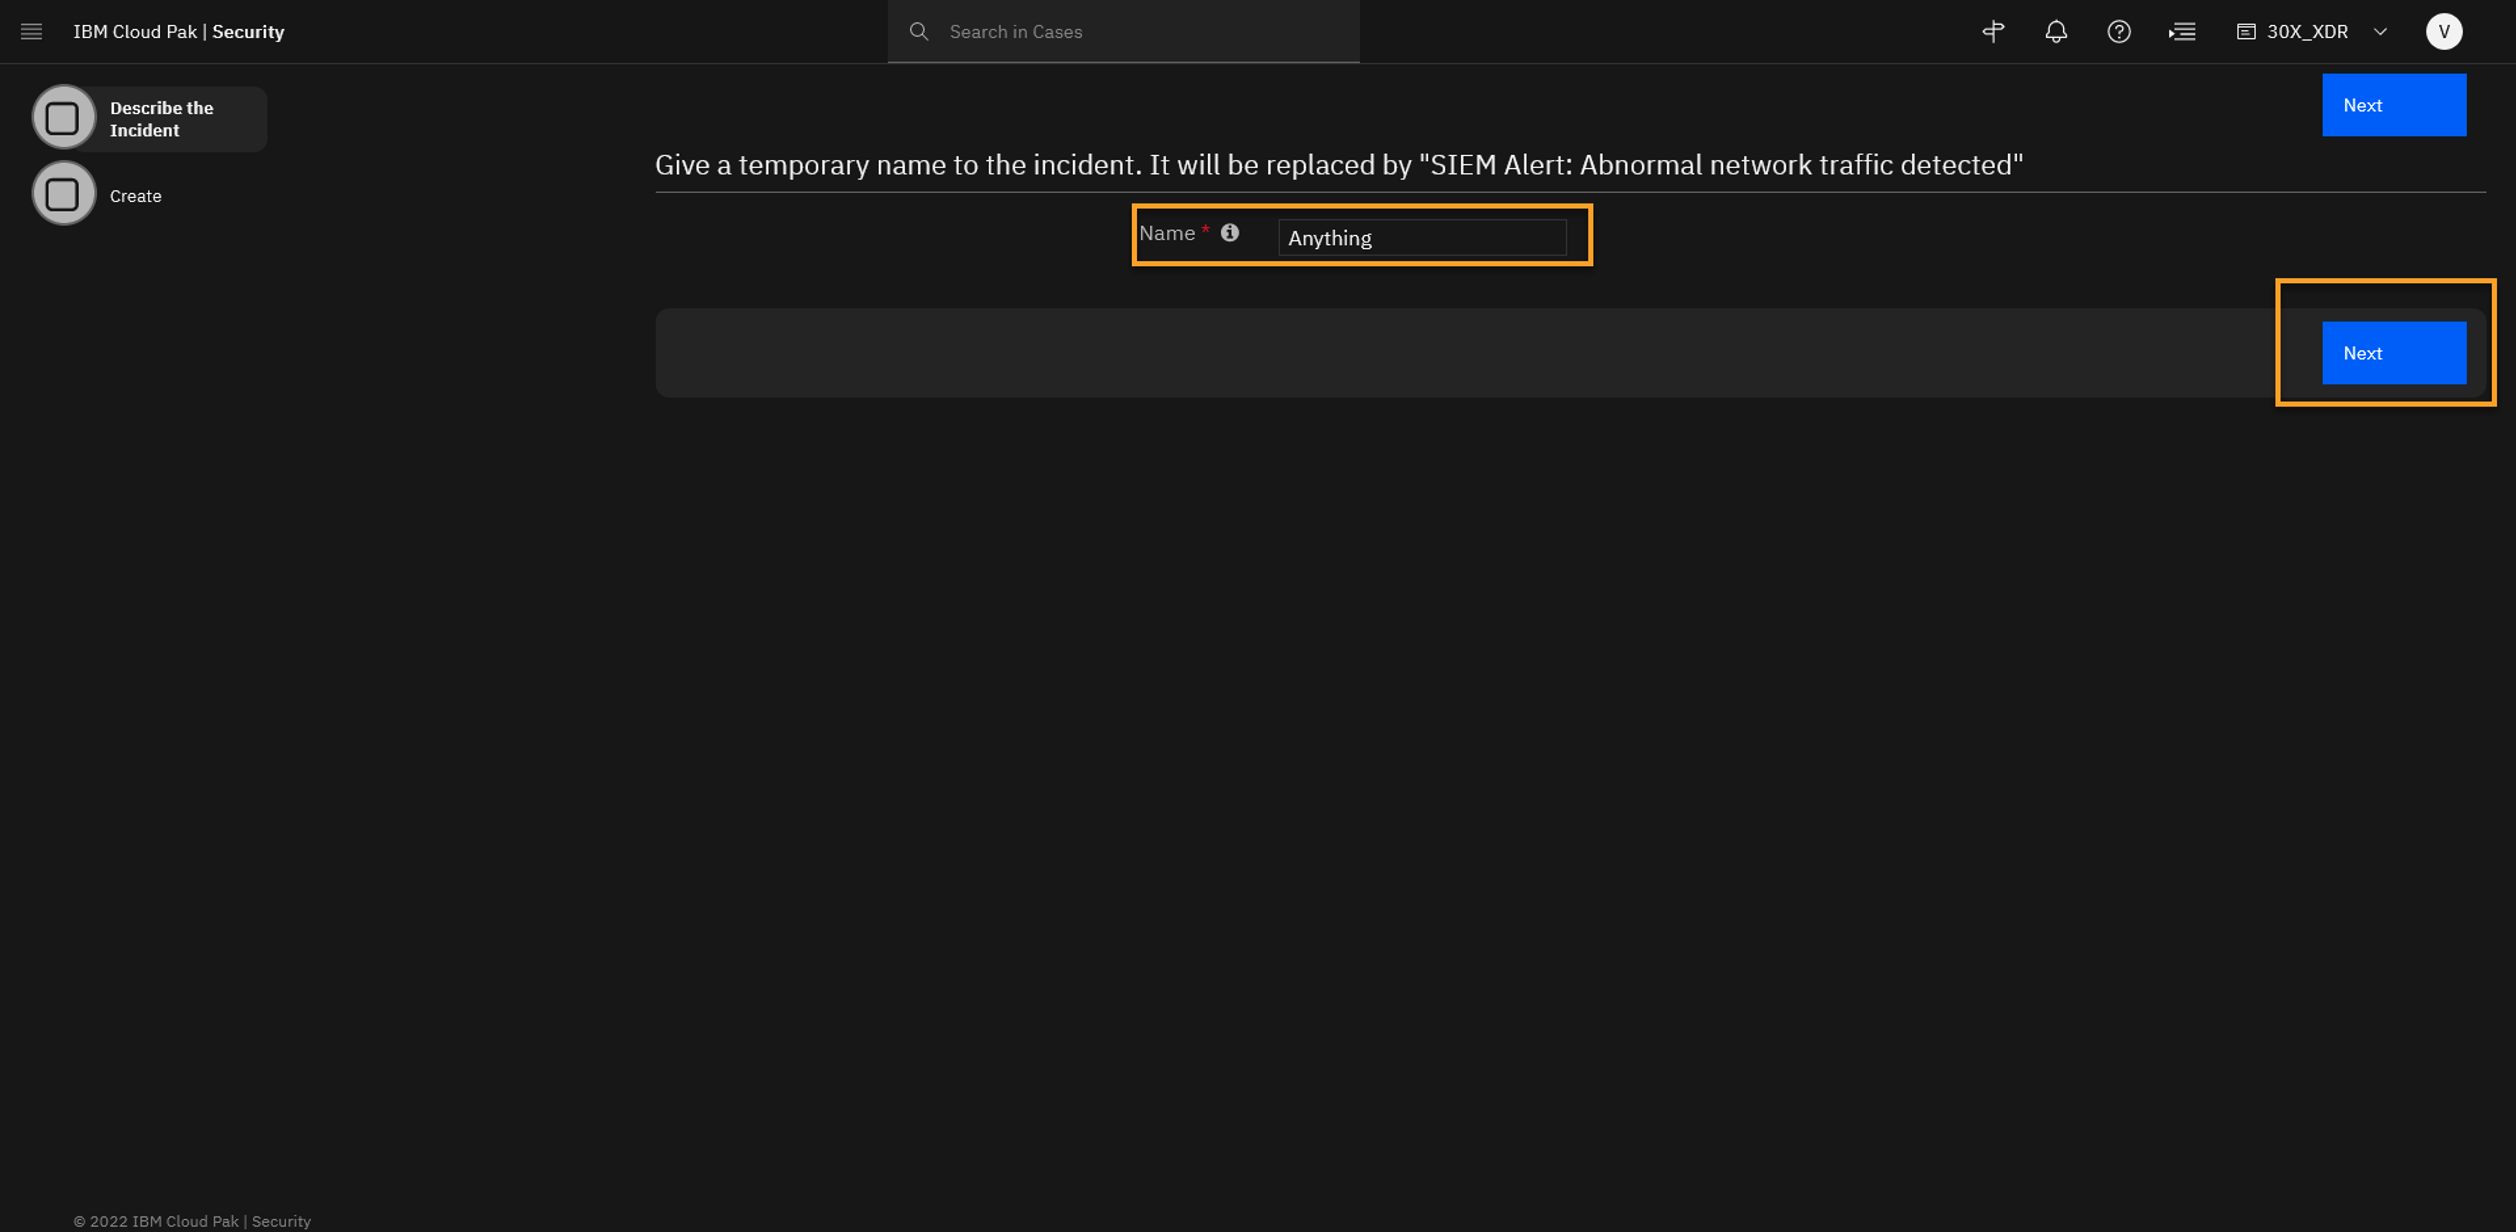 IBM Cloud Pak | Security
Search in Cases
30X_XDR
V
Describe the
Incident
Create
Next
Give a temporary name to the incident. It will be replaced by "SIEM Alert: Abnormal network traffic detected"
Name *
Anything
Next
© 2022 IBM Cloud Pak | Security